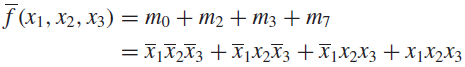 f̅(x₁, x₂, x₃) = m₀ + m₂ + m₃ + m₇
= x̅₁x̅₂x̅₃ + x̅₁x₂x̅₃ + x̅₁x₂x₃ + x₁x₂x₃